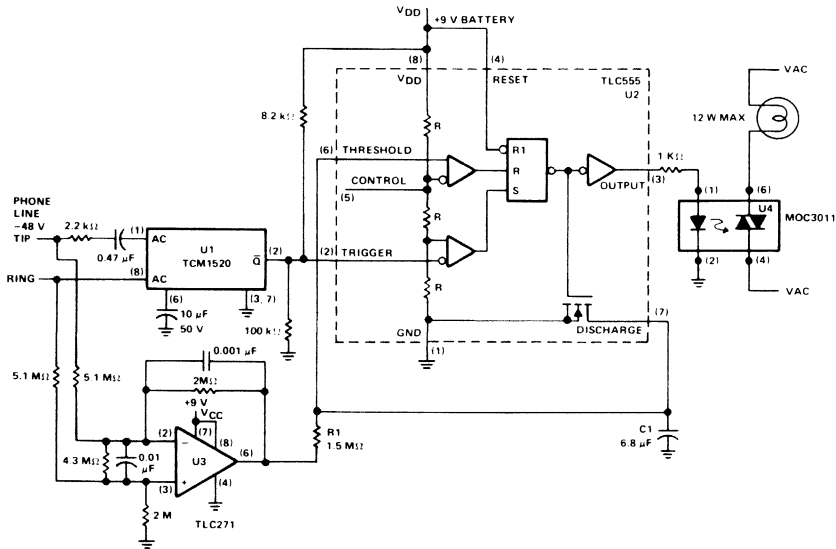 VDD
+9 V BATTERY
(8)
(4)
VDD
RESET
TLC555
U2
VAC
8.2 kΩ
R
12 W MAX
(6) THRESHOLD
R1
R
S
1 KΩ
CONTROL
(5)
OUTPUT
(3)
(1)
(6)
U4
MOC3011
PHONE
LINE
–48 V
TIP
2.2 kΩ
(1)
AC
0.47 µF
U1
TCM1520
Q
(2)
(2) TRIGGER
R
RING
(8)
AC
(6)
(3, 7)
R
(2)
(4)
10 µF
50 V
100 kΩ
GND
(1)
DISCHARGE
(7)
VAC
0.001 µF
5.1 MΩ
5.1 MΩ
2MΩ
+9 V
VCC
(7)
(8)
R1
1.5 MΩ
C1
6.8 µF
(2)
–
4.3 MΩ
0.01
µF
U3
(6)
(3)
+
(4)
2 M
TLC271